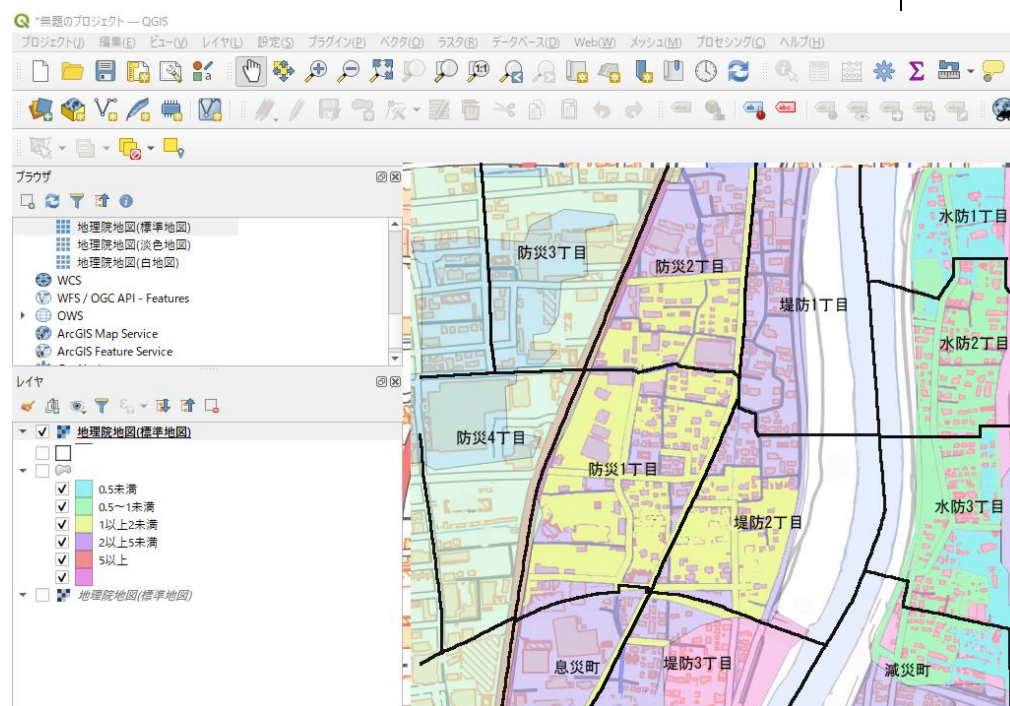 *無題のプロジェクト — QGIS
プロジェクト(J) 編集(E) ビュー(V) レイヤ(L) 設定(S) プラグイン(P) ベクタ(O) ラスタ(R) データベース(D) Web(W) メッシュ(M) プロセシング(C) ヘルプ(H)
ブラウザ
地理院地図(標準地図)
地理院地図(淡色地図)
地理院地図(白地図)
WCS
WFS / OGC API - Features
OWS
ArcGIS Map Service
ArcGIS Feature Service
レイヤ
地理院地図(標準地図)
0.5未満
0.5～1未満
1以上2未満
2以上5未満
5以上
地理院地図(標準地図)
水防1丁目
防災3丁目
防災2丁目
堤防1丁目
水防2丁目
防災4丁目
防災1丁目
水防3丁目
堤防2丁目
息災町
堤防3丁目
減災町